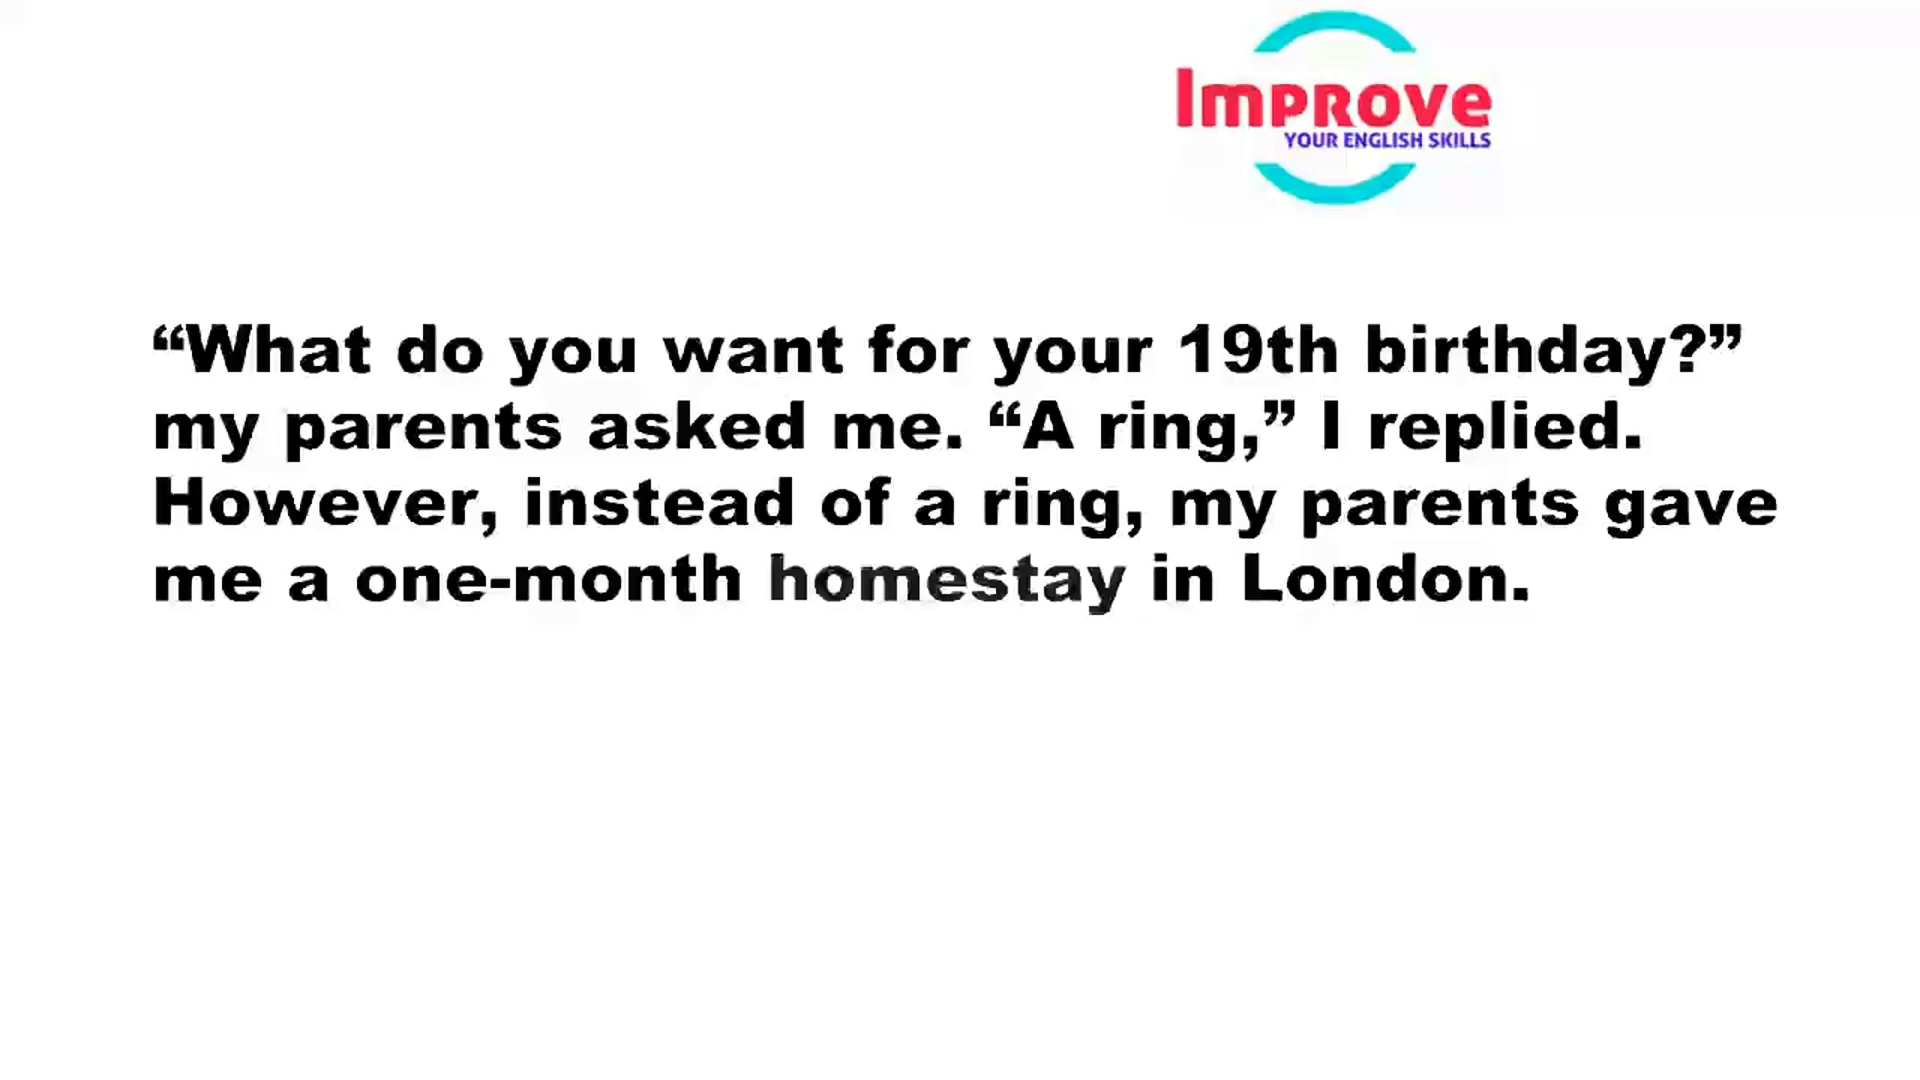 Improve
YOUR ENGLISH SKILLS
“What do you want for your 19th birthday?”
my parents asked me. “A ring,” I replied.
However, instead of a ring, my parents gave
me a one-month homestay in London.